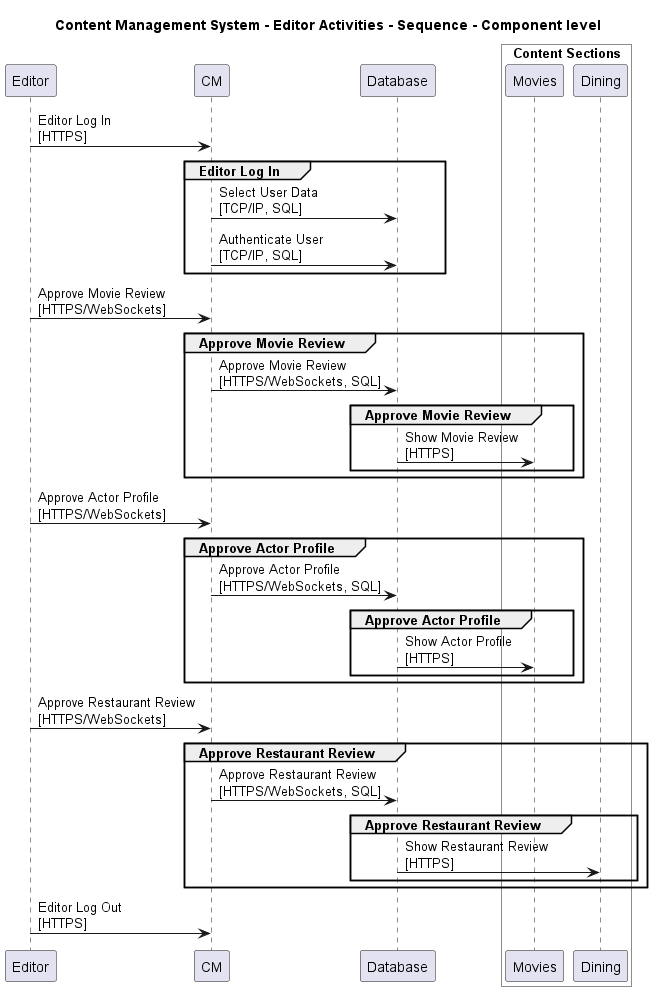 Content Management System - Editor Activities - Sequence - Component level
Content Sections
Editor
CM
Database
Movies
Dining
Editor Log In
[HTTPS]
Editor Log In
Select User Data
[TCP/IP, SQL]
Authenticate User
[TCP/IP, SQL]
Approve Movie Review
[HTTPS/WebSockets]
Approve Movie Review
Approve Movie Review
[HTTPS/WebSockets, SQL]
Approve Movie Review
Show Movie Review
[HTTPS]
Approve Actor Profile
[HTTPS/WebSockets]
Approve Actor Profile
Approve Actor Profile
[HTTPS/WebSockets, SQL]
Approve Actor Profile
Show Actor Profile
[HTTPS]
Approve Restaurant Review
[HTTPS/WebSockets]
Approve Restaurant Review
Approve Restaurant Review
[HTTPS/WebSockets, SQL]
Approve Restaurant Review
Show Restaurant Review
[HTTPS]
Editor Log Out
[HTTPS]
Editor
CM
Database
Movies
Dining